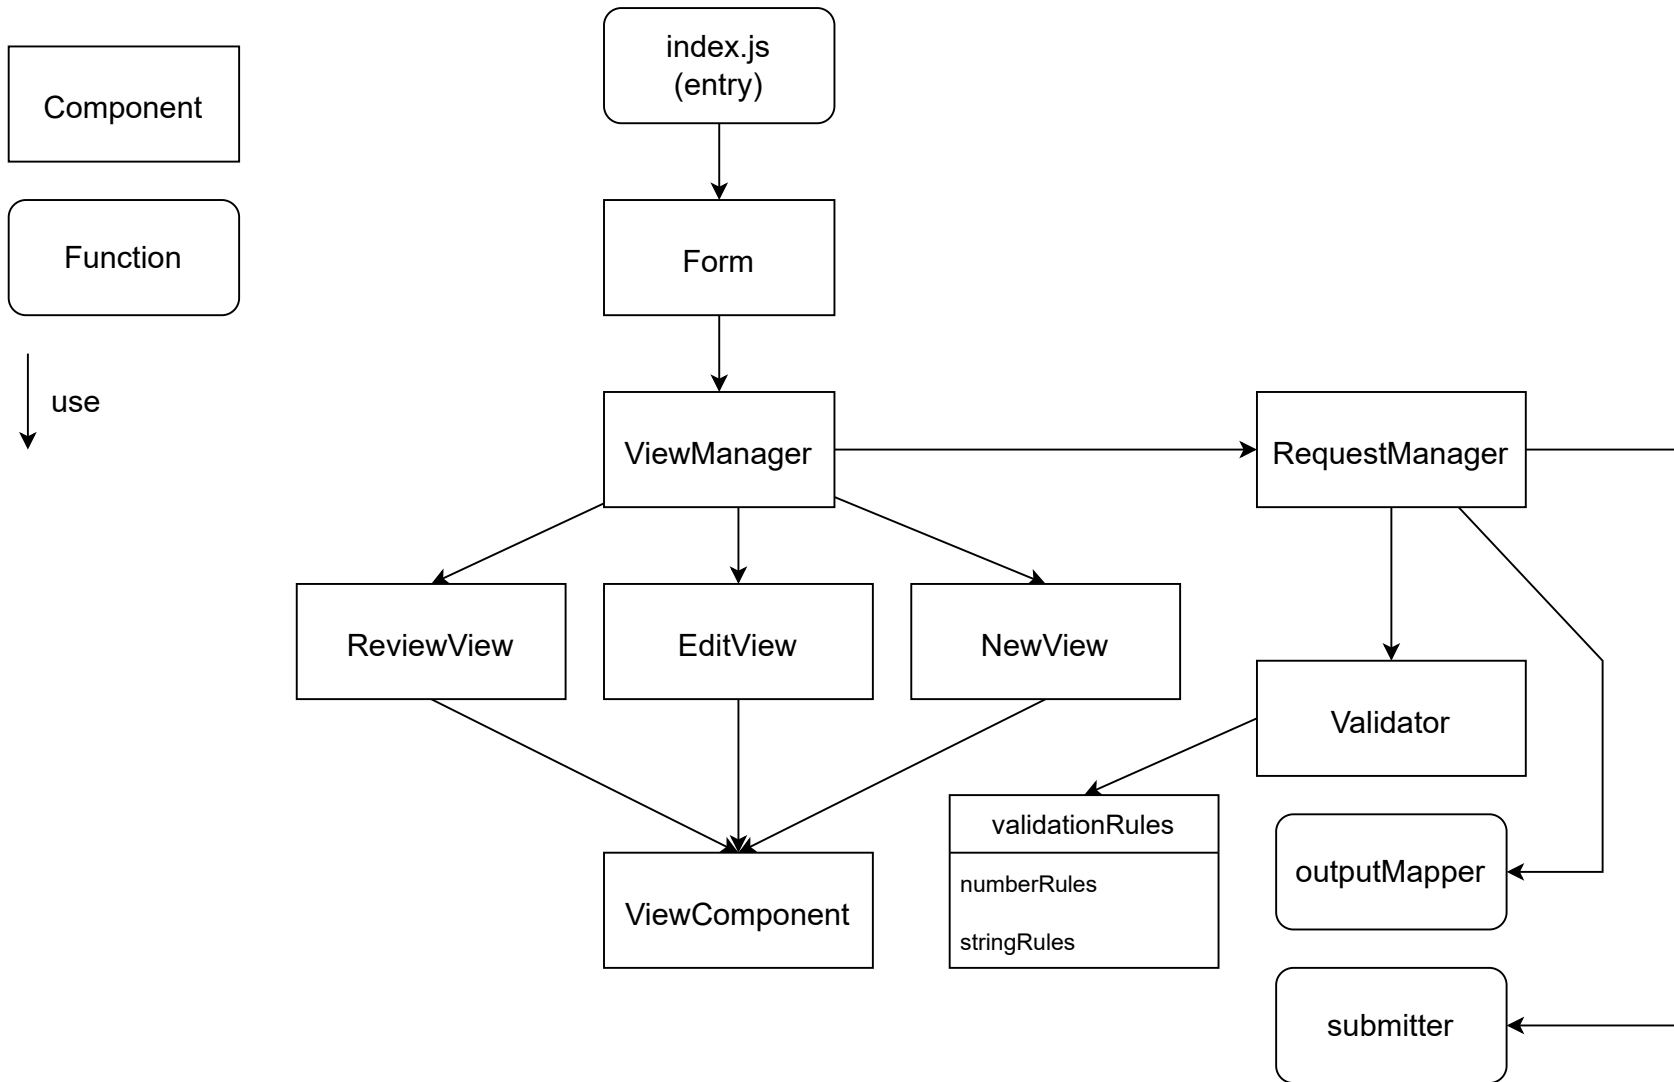 index.js
(entry)
Component
Function
Form
use
ViewManager
RequestManager
ReviewView
EditView
NewView
Validator
validationRules
numberRules
stringRules
outputMapper
ViewComponent
submitter